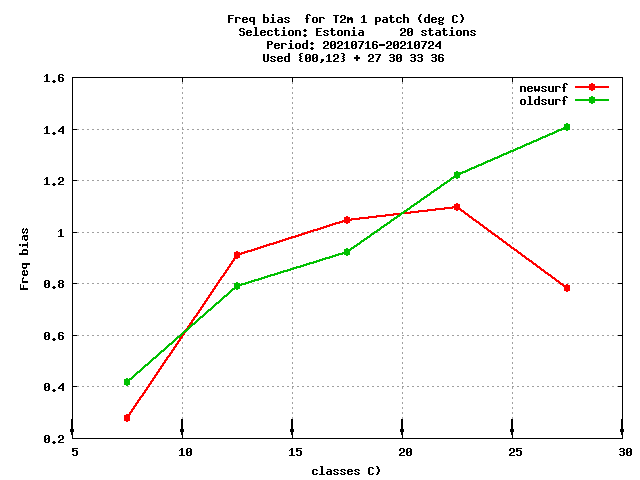 Freq bias  for T2m 1 patch (deg C)
Selection: Estonia     20 stations
Period: 20210716-20210724
Used {00,12} + 27 30 33 36
newsurf
oldsurf
1.6
1.4
1.2
1
0.8
0.6
0.4
0.2
Freq bias
5 10 15 20 25 30
classes C)